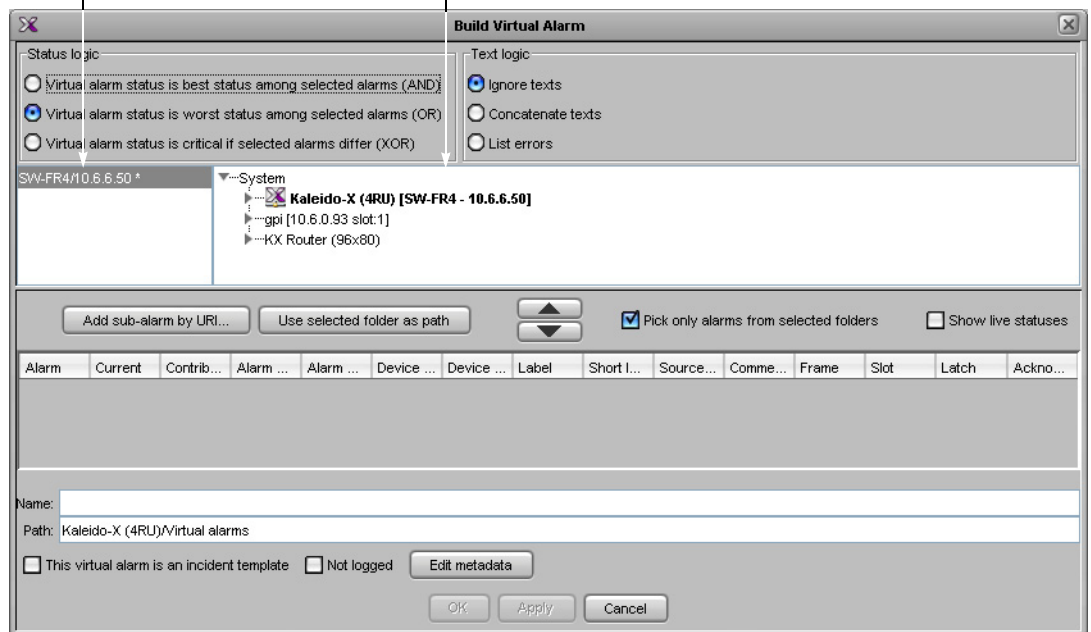 Build Virtual Alarm
Status logic
Virtual alarm status is best status among selected alarms (AND)
Virtual alarm status is worst status among selected alarms (OR)
Virtual alarm status is critical if selected alarms differ (XOR)
Text logic
Ignore texts
Concatenate texts
List errors
SW-FR4/10.6.6.50 *
System
Kaleido-X (4RU) [SW-FR4 - 10.6.6.50]
gpi [10.6.0.93 slot:1]
KX Router (96x80)
Add sub-alarm by URI... Use selected folder as path Pick only alarms from selected folders Show live statuses
Alarm Current Contrib... Alarm ... Alarm ... Device ... Device ... Label Short l... Source... Comme... Frame Slot Latch Ackno...
Name:
Path: Kaleido-X (4RU)/Virtual alarms
This virtual alarm is an incident template Not logged Edit metadata
OK Apply Cancel